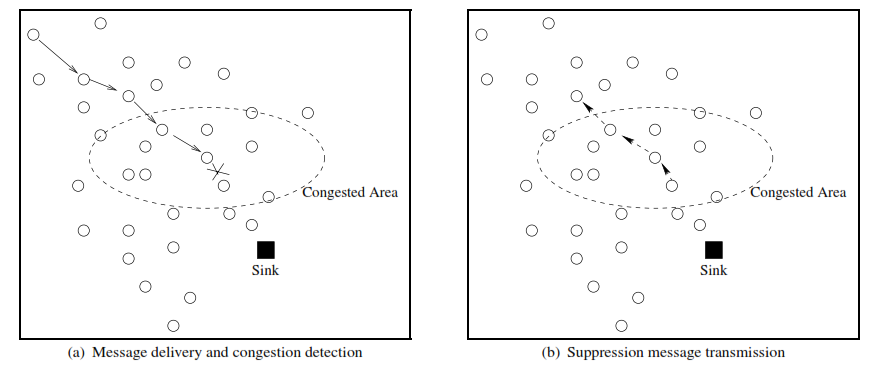 Congested Area
Sink
(a) Message delivery and congestion detection
Congested Area
Sink
(b) Suppression message transmission